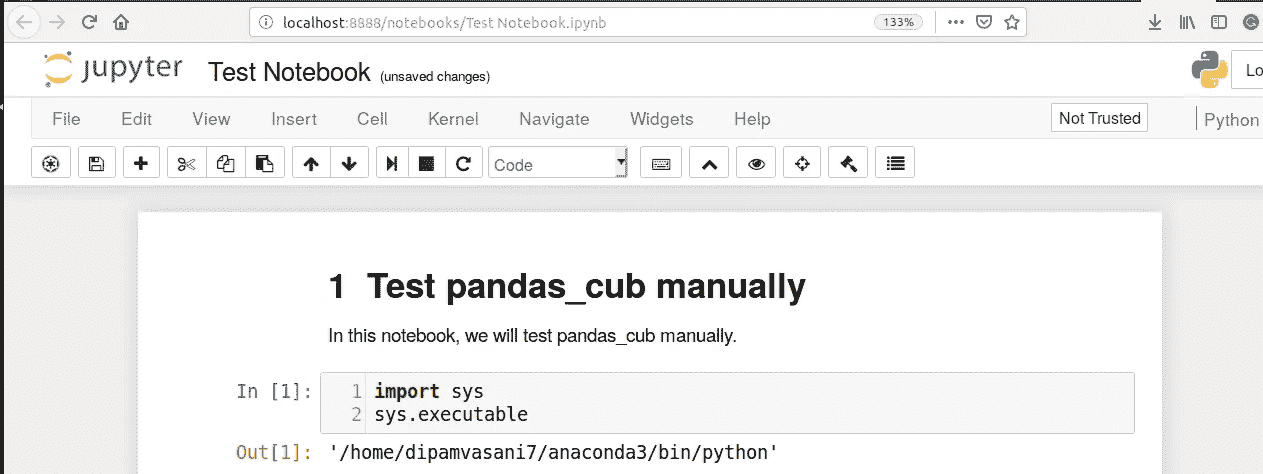 localhost:8888/notebooks/Test Notebook.ipynb 133%
jupyter Test Notebook (unsaved changes) Lo
File Edit View Insert Cell Kernel Navigate Widgets Help Not Trusted Python
Code
1 Test pandas_cub manually
In this notebook, we will test pandas_cub manually.
In [1]: 1 import sys
2 sys.executable
Out[1]: '/home/dipamvasani7/anaconda3/bin/python'